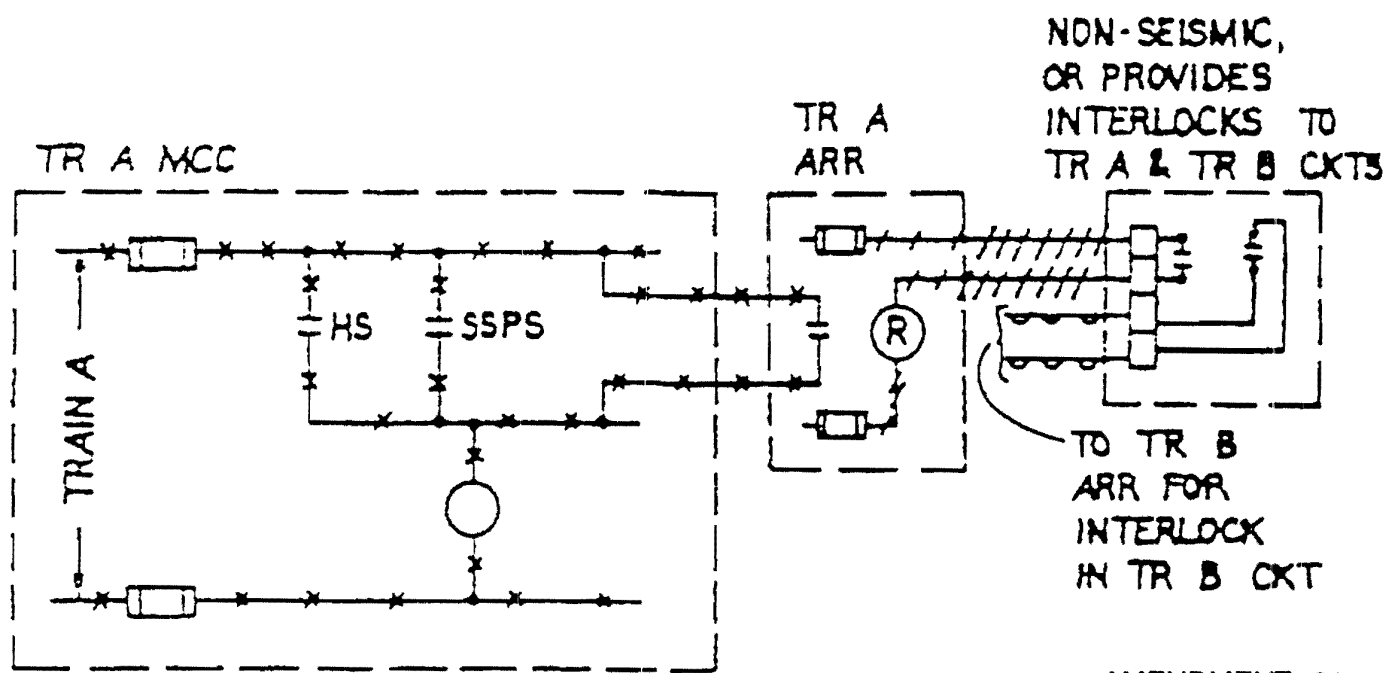 NON-SEISMIC,
OR PROVIDES
INTERLOCKS TO
TR A & TR B CKTS
TR A
ARR
TR A MCC
HS
SSPS
R
TRAIN A
TO TR B
ARR FOR
INTERLOCK
IN TR B CKT